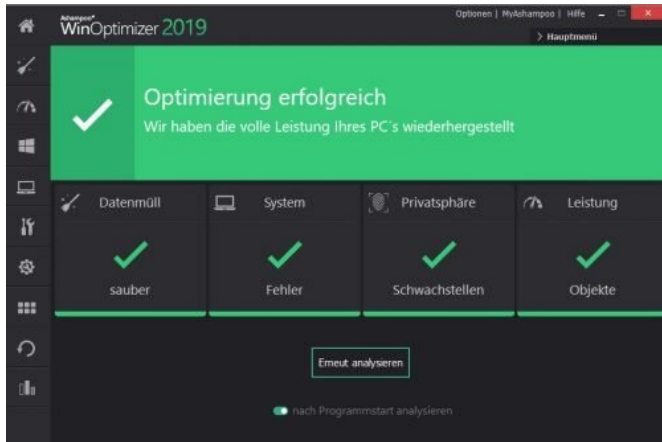 Optionen | MyAshampoo | Hilfe
Ashampoo®
WinOptimizer 2019
> Hauptmenü
Optimierung erfolgreich
Wir haben die volle Leistung Ihres PC´s wiederhergestellt
Datenmüll
System
Privatsphäre
Leistung
sauber
Fehler
Schwachstellen
Objekte
Erneut analysieren
nach Programmstart analysieren